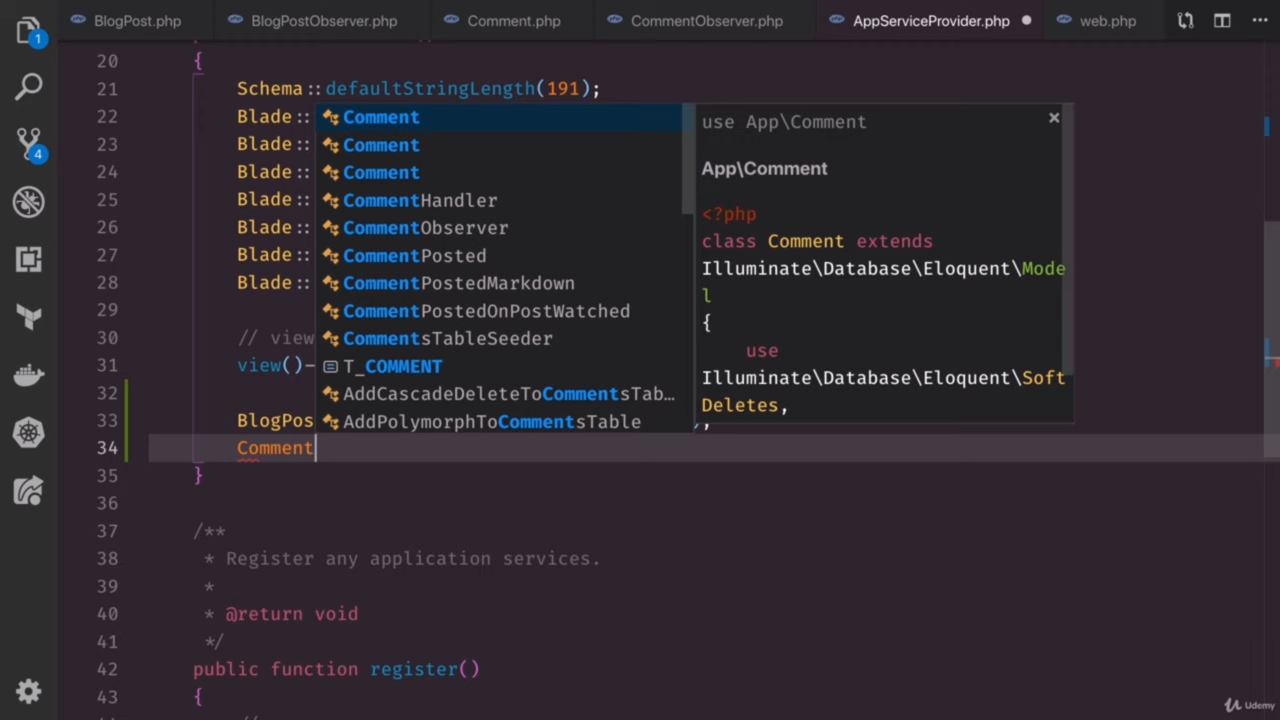 BlogPost.php BlogPostObserver.php Comment.php CommentObserver.php AppServiceProvider.php web.php
1
4
20 {
21 Schema::defaultStringLength(191);
22 Blade::
23 Blade::
24 Blade::
25 Blade::
26 Blade::
27 Blade::
28 Blade::
29
30 // view
31 view()-
32
33 BlogPos
34 Comment
35 }
36
37 /**
38 * Register any application services.
39 *
40 * @return void
41 */
42 public function register()
43 {
Comment
Comment
Comment
CommentHandler
CommentObserver
CommentPosted
CommentPostedMarkdown
CommentPostedOnPostWatched
CommentsTableSeeder
T_COMMENT
AddCascadeDeleteToCommentsTab...
AddPolymorphToCommentsTable
use App\Comment
App\Comment
<?php
class Comment extends
Illuminate\Database\Eloquent\Mode
l
{
use
Illuminate\Database\Eloquent\Soft
Deletes,
Udemy